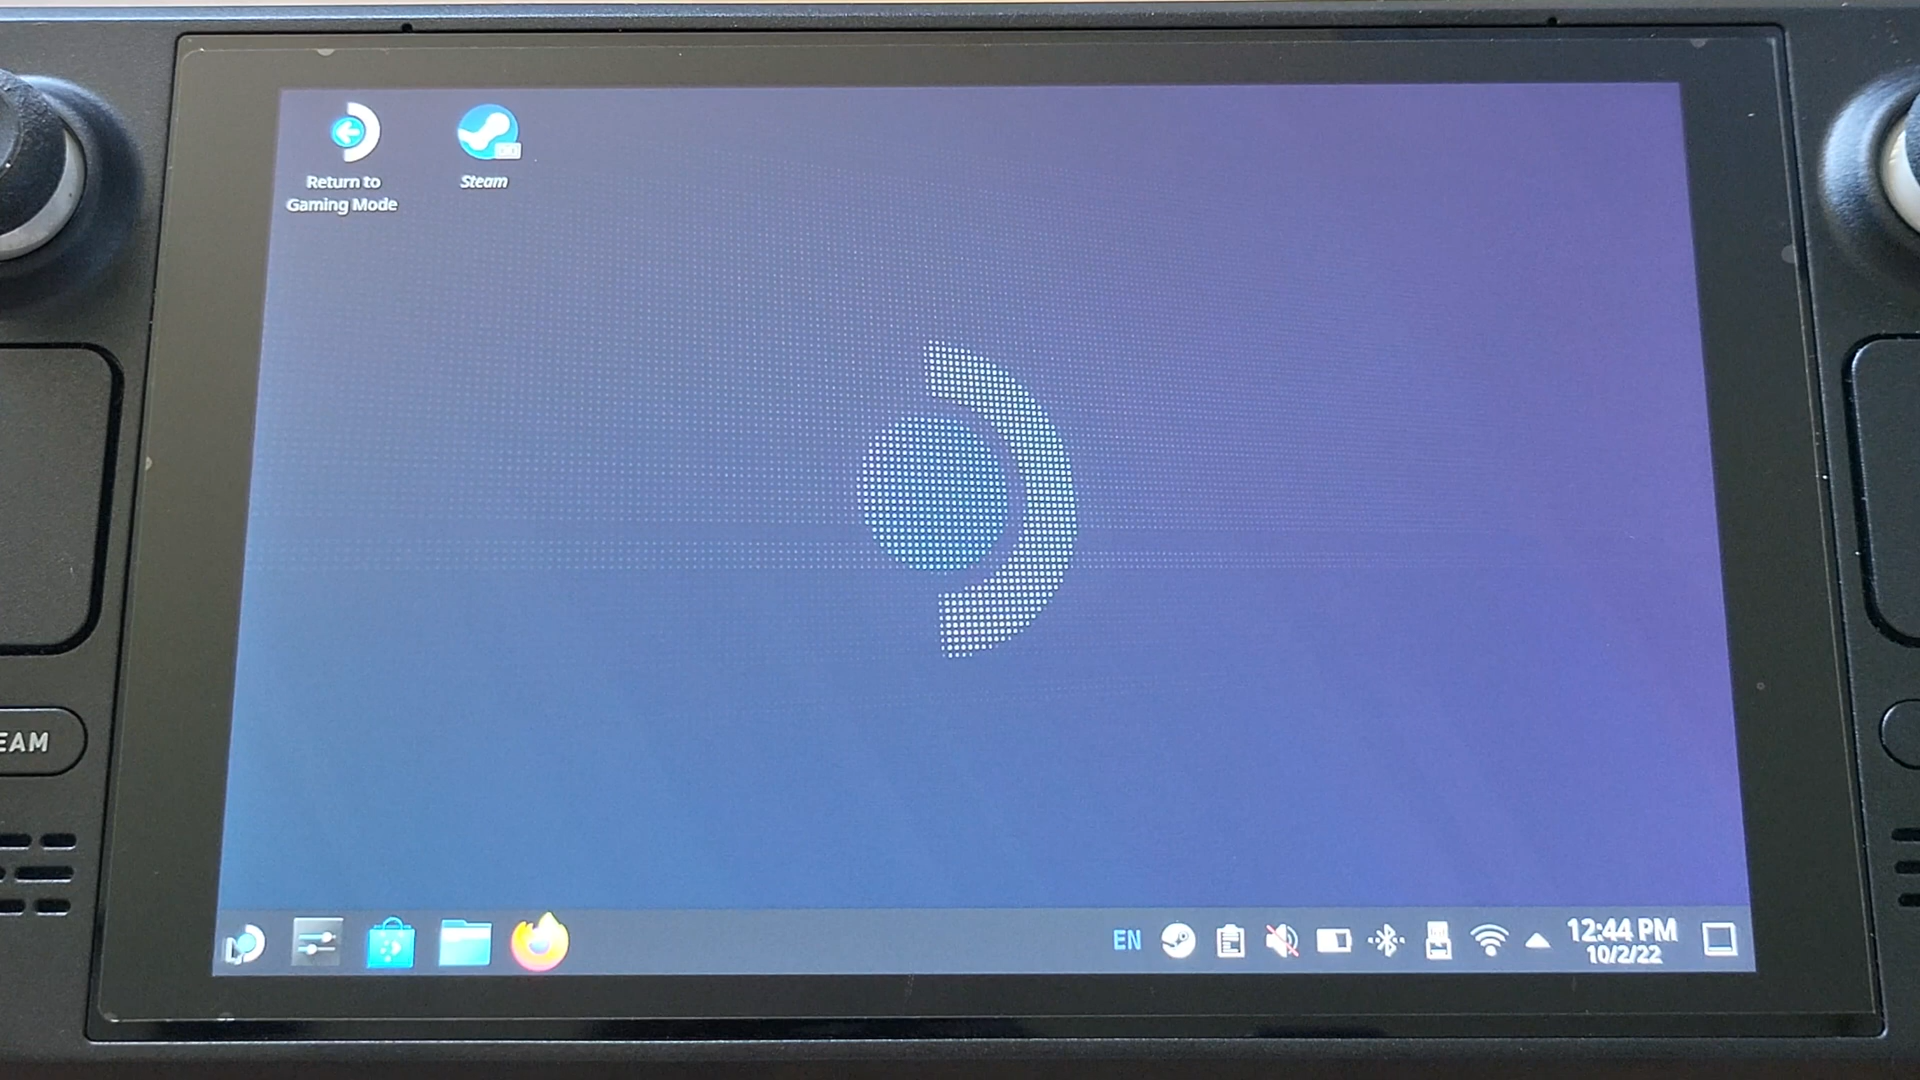 Return to
Gaming Mode
Steam
EAM
EN
12:44 PM
10/2/22